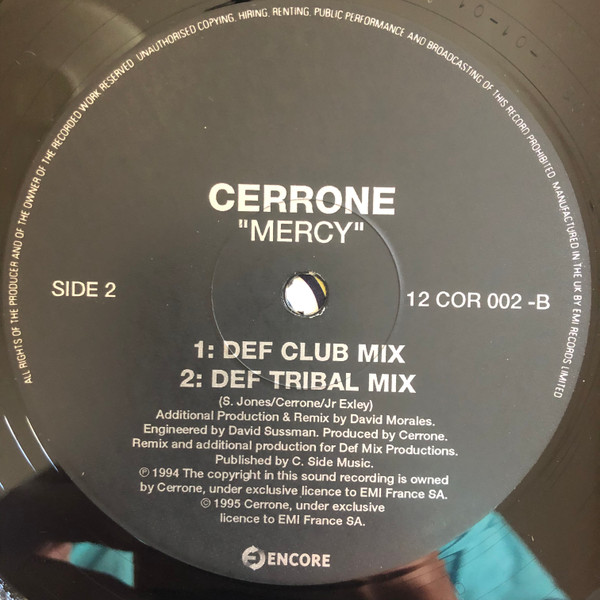 ALL RIGHTS OF THE PRODUCER AND OF THE OWNER OF THE RECORDED WORK RESERVED. UNAUTHORISED COPYING, HIRING, RENTING, PUBLIC PERFORMANCE AND BROADCASTING OF THIS RECORD PROHIBITED. MANUFACTURED IN THE UK BY EMI RECORDS LIMITED
CERRONE
"MERCY"
SIDE 2
12 COR 002 -B
1: DEF CLUB MIX
2: DEF TRIBAL MIX
(S. Jones/Cerrone/Jr Exley)
Additional Production & Remix by David Morales.
Engineered by David Sussman. Produced by Cerrone.
Remix and additional production for Def Mix Productions.
Published by C. Side Music.
℗ 1994 The copyright in this sound recording is owned
by Cerrone, under exclusive licence to EMI France SA.
© 1995 Cerrone, under exclusive
licence to EMI France SA.
ENCORE